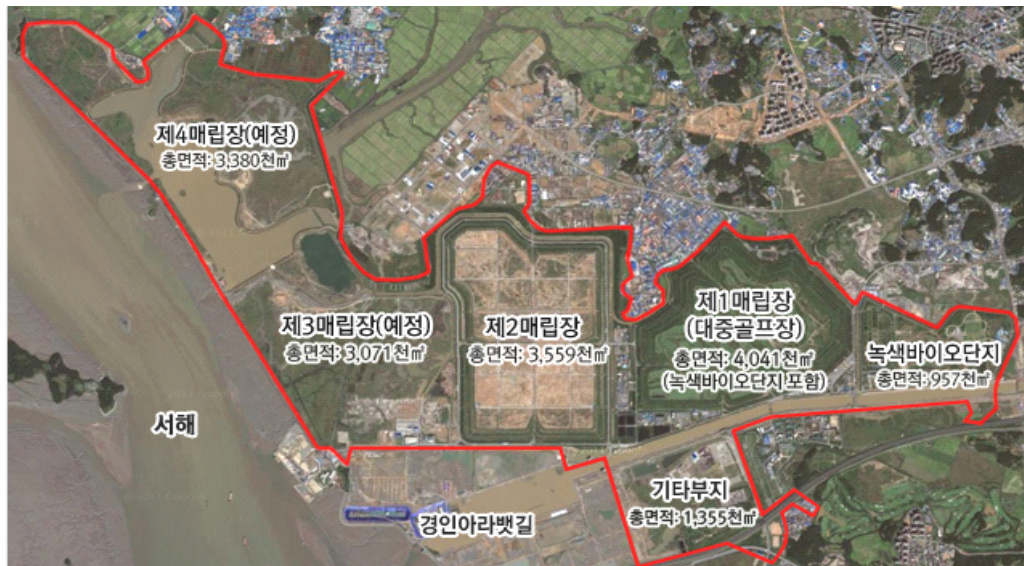 제4매립장(예정)
총면적: 3,380천㎡
제3매립장(예정)
총면적: 3,071천㎡
제2매립장
총면적: 3,559천㎡
제1매립장
(대중골프장)
총면적: 4,041천㎡
(녹색바이오단지 포함)
녹색바이오단지
총면적: 957천㎡
서해
기타부지
총면적: 1,355천㎡
경인아라뱃길